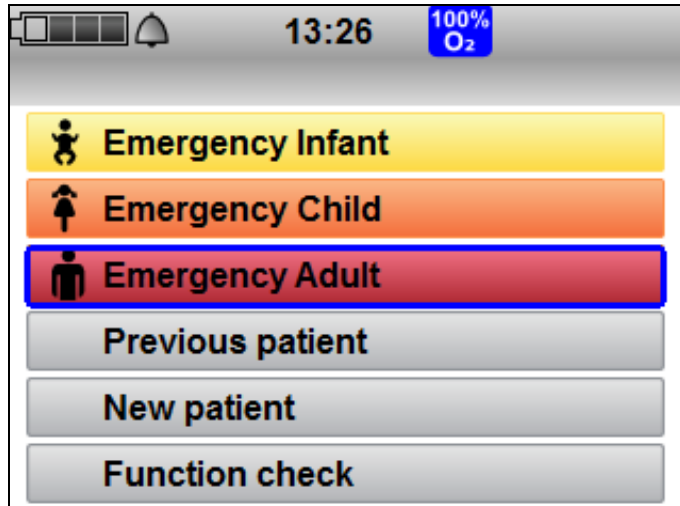 13:26
100%
O₂
Emergency Infant
Emergency Child
Emergency Adult
Previous patient
New patient
Function check